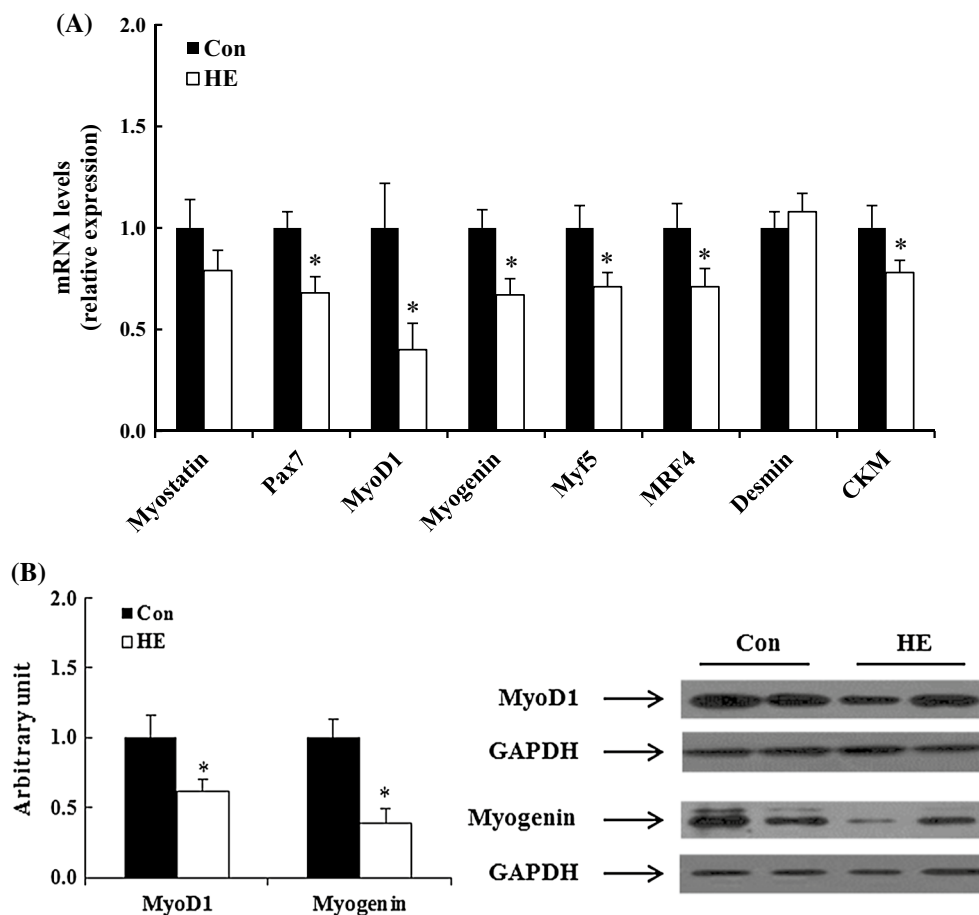 (A)
2.0
1.5
1.0
0.5
0.0
mRNA levels
(relative expression)
Con
HE
*
*
*
*
*
*
Myostatin
Pax7
MyoD1
Myogenin
Myf5
MRF4
Desmin
CKM
(B)
2.0
1.5
1.0
0.5
0.0
Arbitrary unit
Con
HE
*
*
MyoD1
Myogenin
Con
HE
MyoD1
GAPDH
Myogenin
GAPDH